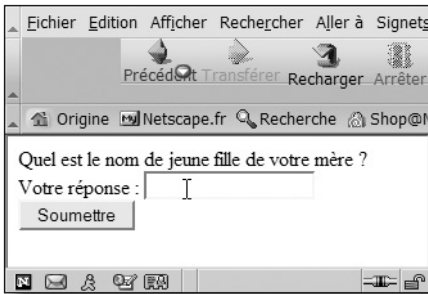 Fichier Edition Afficher Rechercher Aller à Signets
Précédent Transférer Recharger Arrêter
Origine Netscape.fr Recherche Shop@N
Quel est le nom de jeune fille de votre mère ?
Votre réponse :
Soumettre